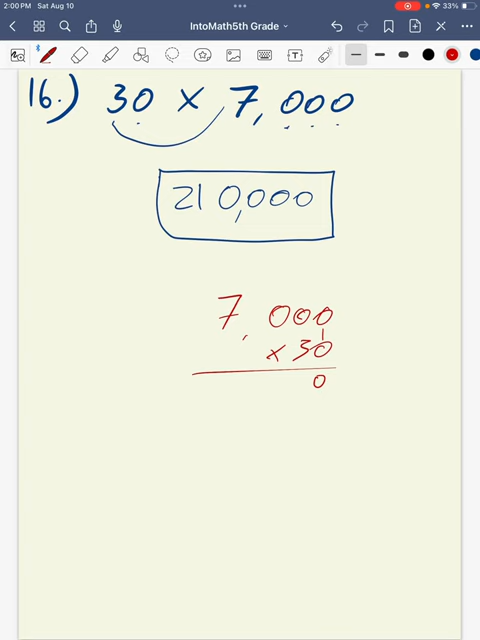 2:00 PM Sat Aug 10 33%
IntoMath5th Grade
16.) 30 x 7,000
210,000
7,000
x 30
0